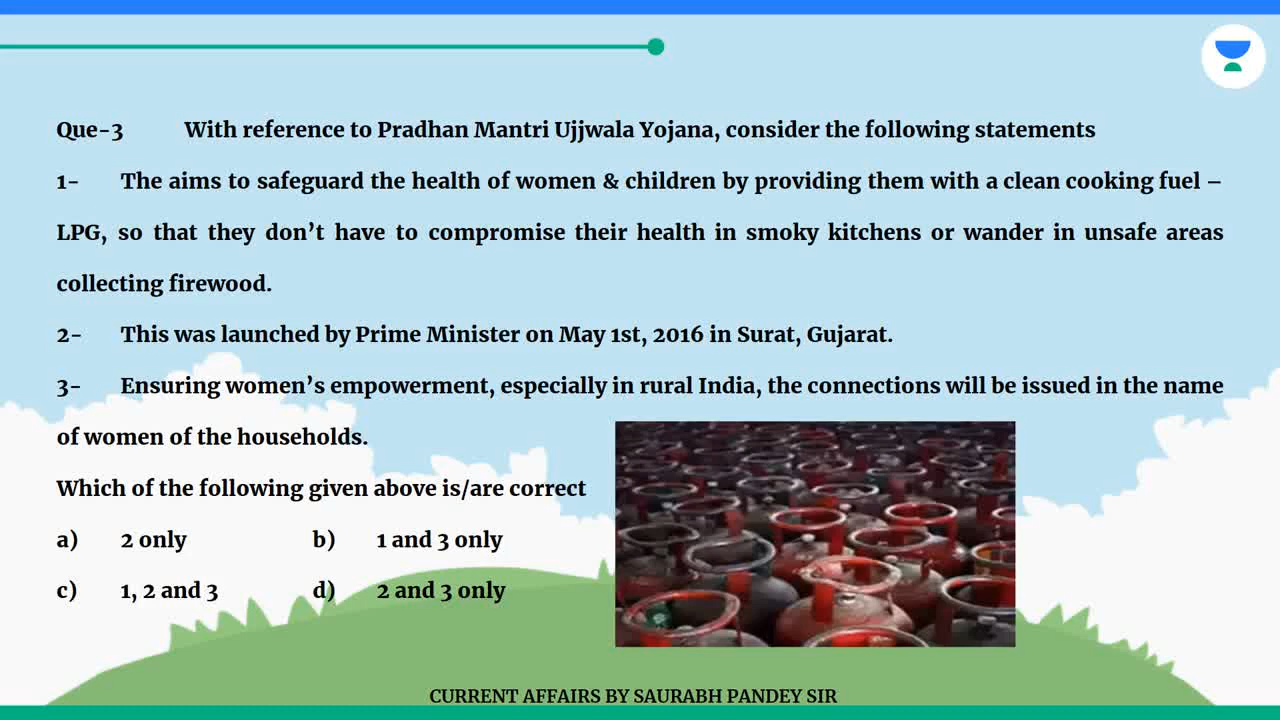 Que-3 With reference to Pradhan Mantri Ujjwala Yojana, consider the following statements
1- The aims to safeguard the health of women & children by providing them with a clean cooking fuel –
LPG, so that they don’t have to compromise their health in smoky kitchens or wander in unsafe areas
collecting firewood.
2- This was launched by Prime Minister on May 1st, 2016 in Surat, Gujarat.
3- Ensuring women’s empowerment, especially in rural India, the connections will be issued in the name
of women of the households.
Which of the following given above is/are correct
a) 2 only b) 1 and 3 only
c) 1, 2 and 3 d) 2 and 3 only
CURRENT AFFAIRS BY SAURABH PANDEY SIR